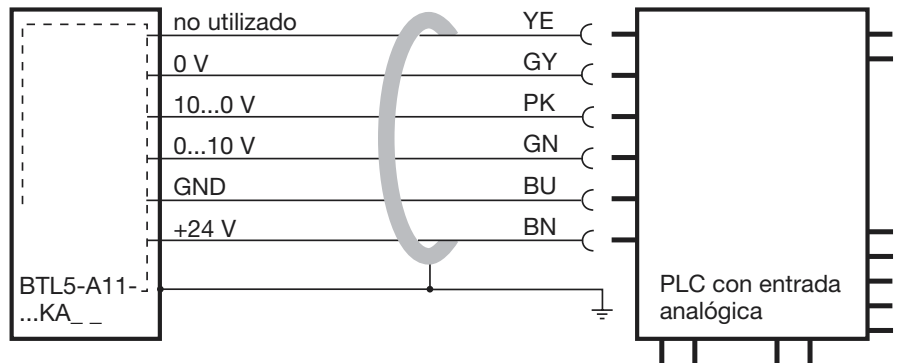 no utilizado YE
0 V GY
10...0 V PK
0...10 V GN
GND BU
+24 V BN
BTL5-A11-
...KA_ _
PLC con entrada
analógica